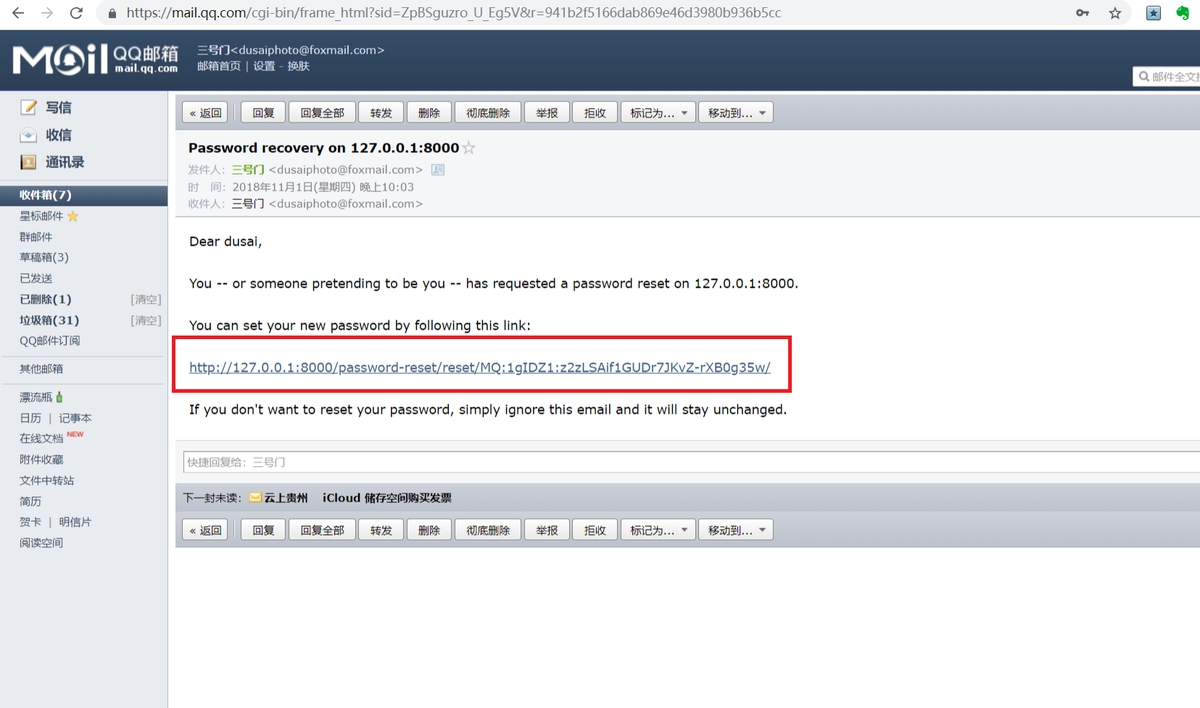 https://mail.qq.com/cgi-bin/frame_html?sid=ZpBSguzro_U_Eg5V&r=941b2f5166dab869e46d3980b936b5cc
Mail QQ邮箱 mail.qq.com
三号门<dusaiphoto@foxmail.com>
邮箱首页 | 设置 - 换肤
写信
收信
通讯录
收件箱(7)
星标邮件
群邮件
草稿箱(3)
已发送
已删除(1) [清空]
垃圾箱(31) [清空]
QQ邮件订阅
其他邮箱
漂流瓶
日历 | 记事本
在线文档 NEW
附件收藏
文件中转站
简历
贺卡 | 明信片
阅读空间
邮件全文
« 返回 回复 回复全部 转发 删除 彻底删除 举报 拒收 标记为... 移动到...
Password recovery on 127.0.0.1:8000
发件人： 三号门 <dusaiphoto@foxmail.com>
时 间： 2018年11月1日(星期四) 晚上10:03
收件人： 三号门 <dusaiphoto@foxmail.com>
Dear dusai,
You -- or someone pretending to be you -- has requested a password reset on 127.0.0.1:8000.
You can set your new password by following this link:
http://127.0.0.1:8000/password-reset/reset/MQ:1gIDZ1:z2zLSAif1GUDr7JKvZ-rXB0g35w/
If you don't want to reset your password, simply ignore this email and it will stay unchanged.
快捷回复给：三号门
下一封未读： 云上贵州 iCloud 储存空间购买发票
« 返回 回复 回复全部 转发 删除 彻底删除 举报 拒收 标记为... 移动到...